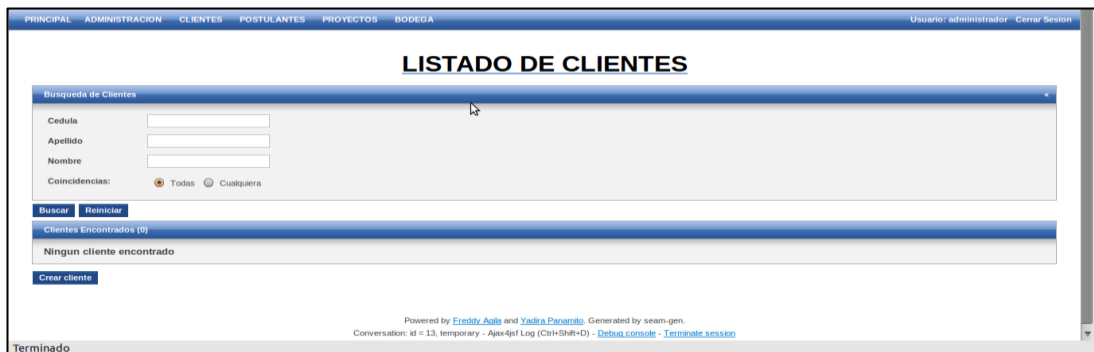 PRINCIPAL ADMINISTRACION CLIENTES POSTULANTES PROYECTOS BODEGA Usuario: administrador Cerrar Sesion
LISTADO DE CLIENTES
Busqueda de Clientes «
Cedula
Apellido
Nombre
Coincidencias: Todas Cualquiera
Buscar Reiniciar
Clientes Encontrados (0)
Ningun cliente encontrado
Crear cliente
Powered by Freddy Agila and Yadira Panamito. Generated by seam-gen.
Conversation: id = 13, temporary - Ajax4jsf Log (Ctrl+Shift+D) - Debug console - Terminate session
Terminado